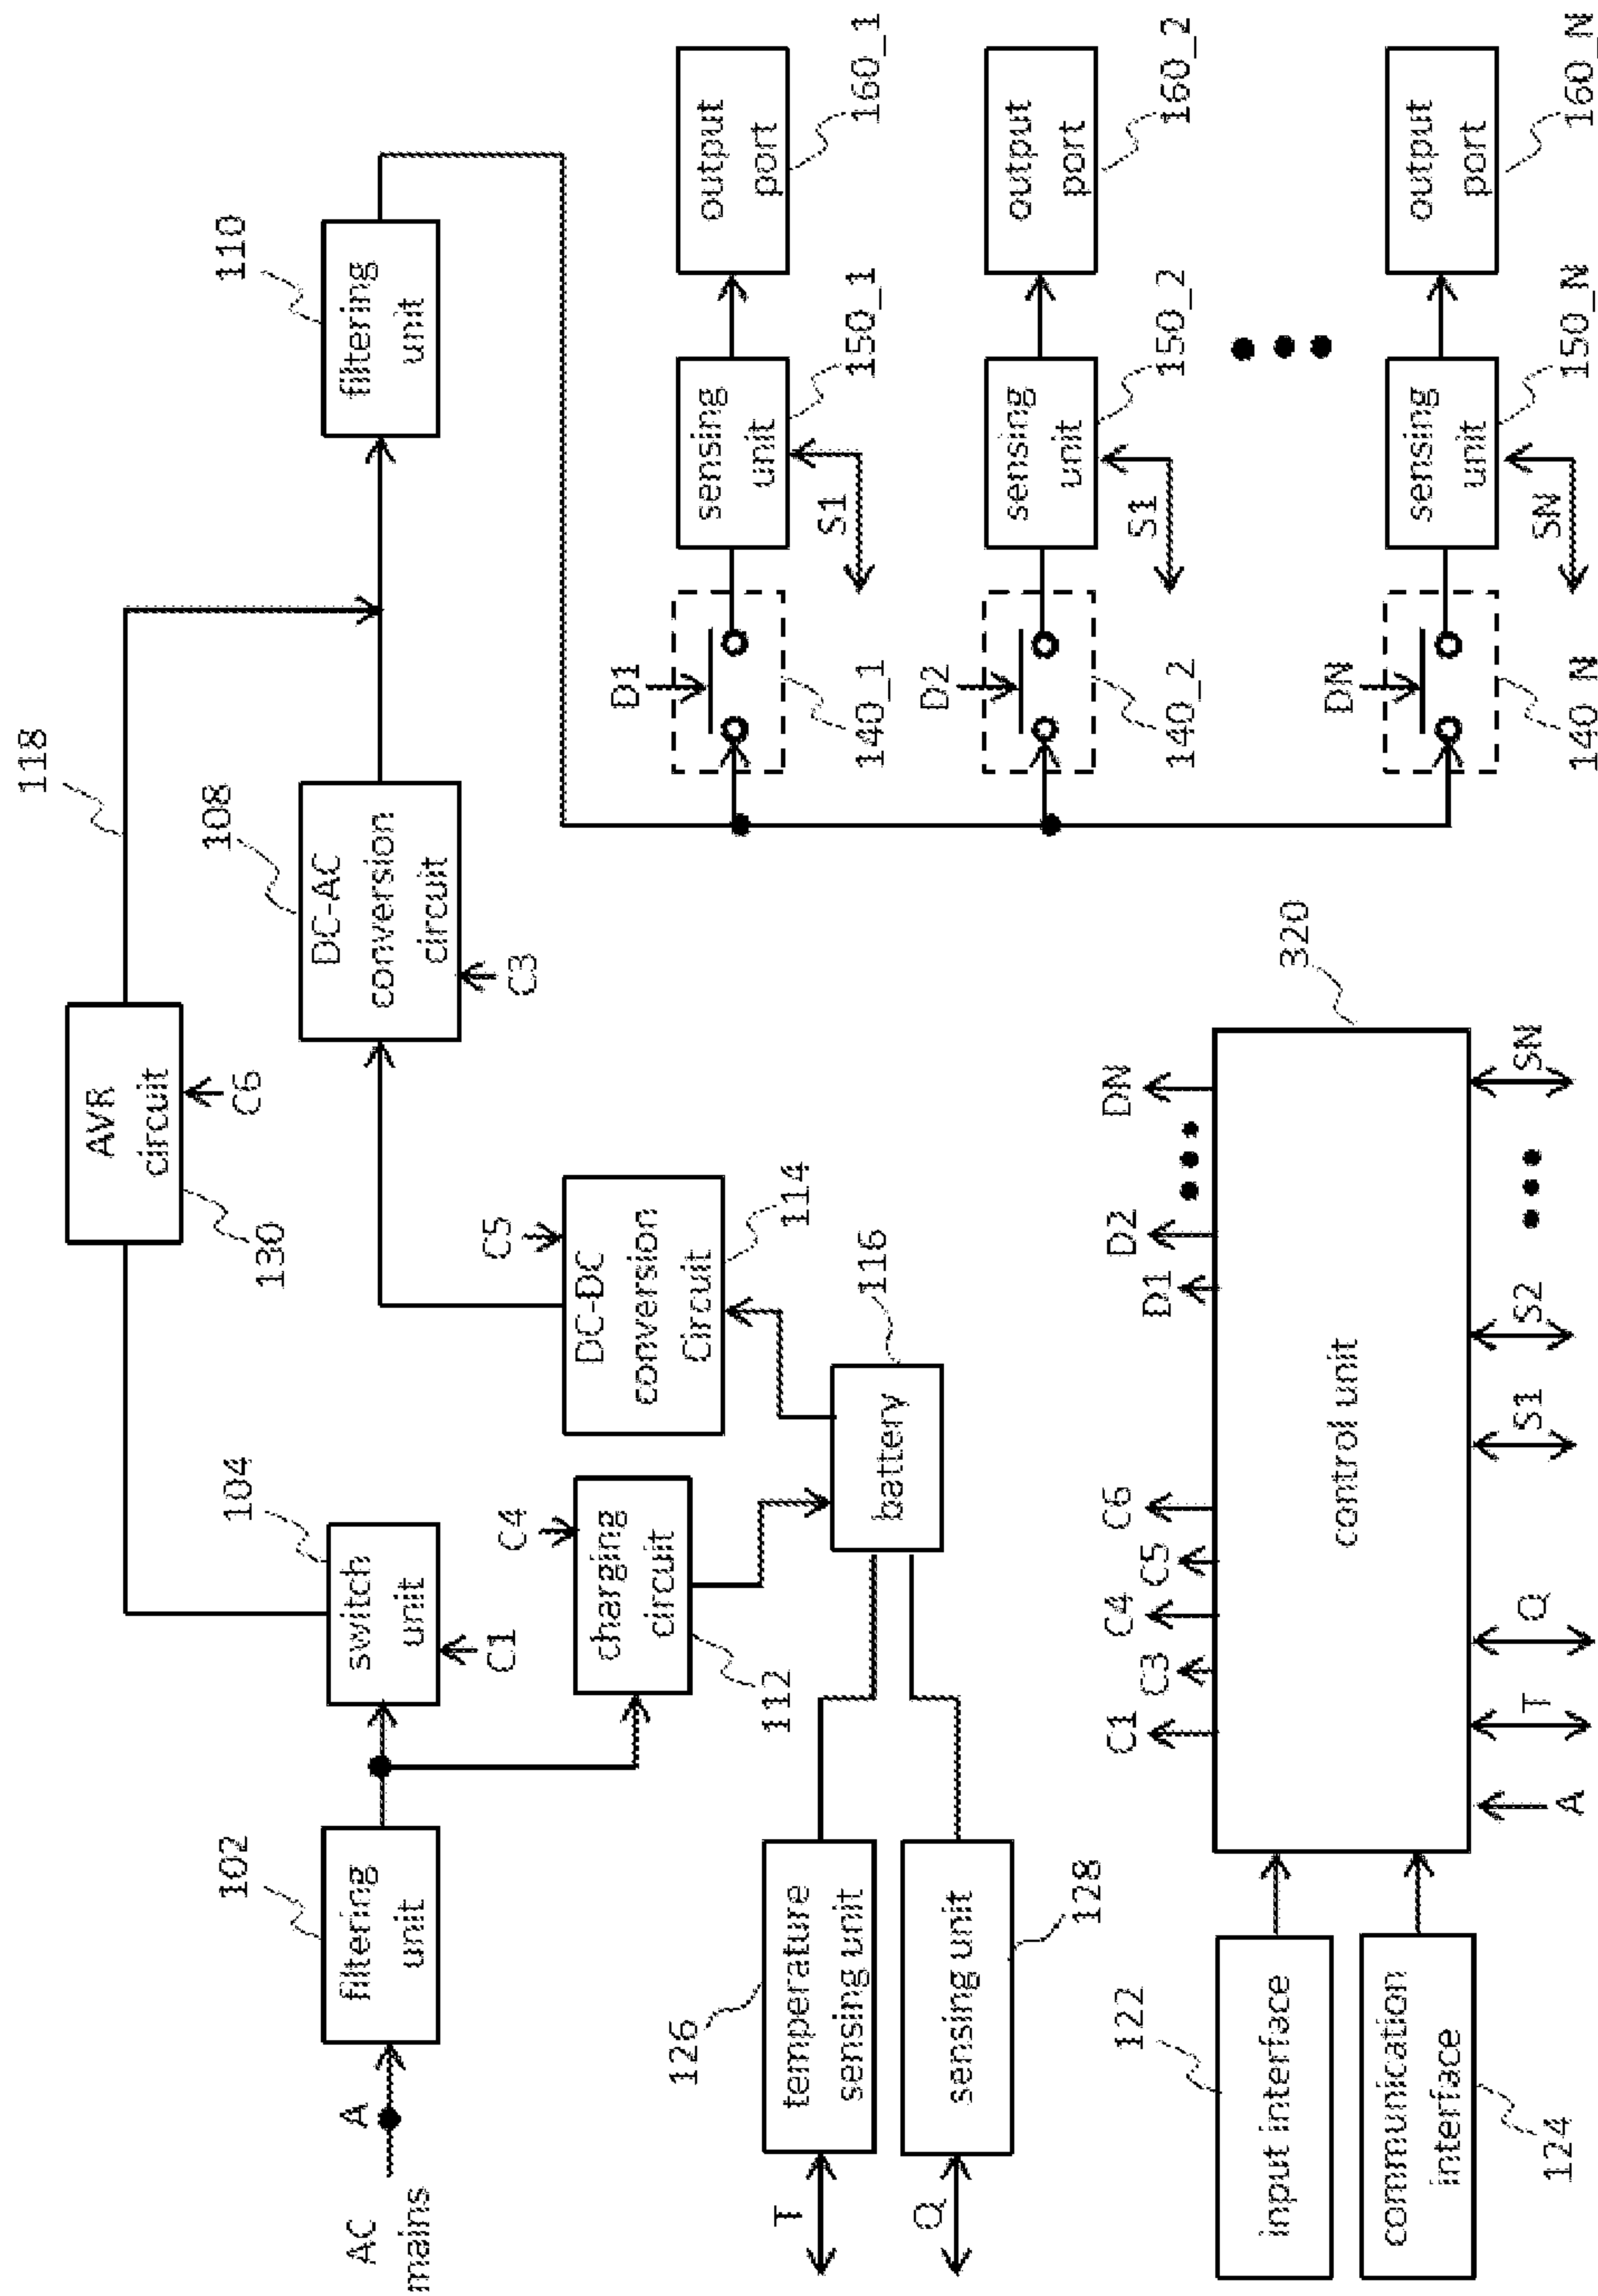 118
AVR
circuit
C6
130
104
switch
unit
C1
102
filtering
unit
AC
mains
A
108
DC-AC
conversion
circuit
C3
110
filtering
unit
C4
charging
circuit
112
C5
DC-DC
conversion
Circuit
114
battery
116
126
temperature
sensing unit
T
sensing unit
128
Q
D1
140_1
sensing
unit
150_1
S1
output
port
160_1
D2
140_2
sensing
unit
150_2
S1
output
port
160_2
DN
140_N
sensing
unit
150_N
SN
output
port
160_N
122
input interface
communication
interface
124
control unit
320
C1
C3
C4
C5
C6
D1
D2
DN
A
T
Q
S1
S2
SN